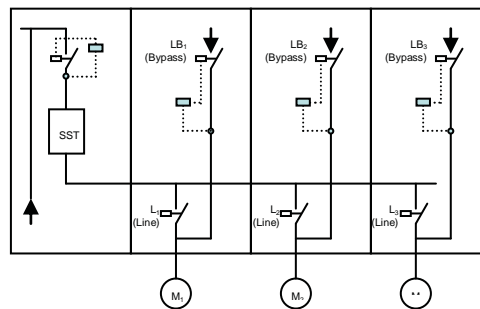 LB1
(Bypass)
LB2
(Bypass)
LB3
(Bypass)
SST
L1
(Line)
L2
(Line)
L3
(Line)
M1
M2